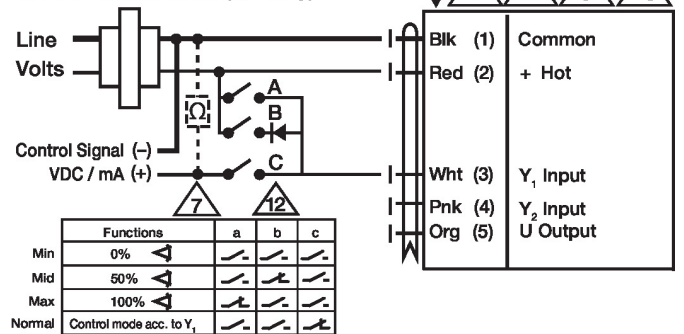 Line
Volts
Blk (1) Common
Red (2) + Hot
A
Ω
B
Control Signal (–)
C
VDC / mA (+)
Wht (3) Y₁ Input
7
12
Pnk (4) Y₂ Input
Org (5) U Output
Functions a b c
Min 0%
Mid 50%
Max 100%
Normal Control mode acc. to Y₁